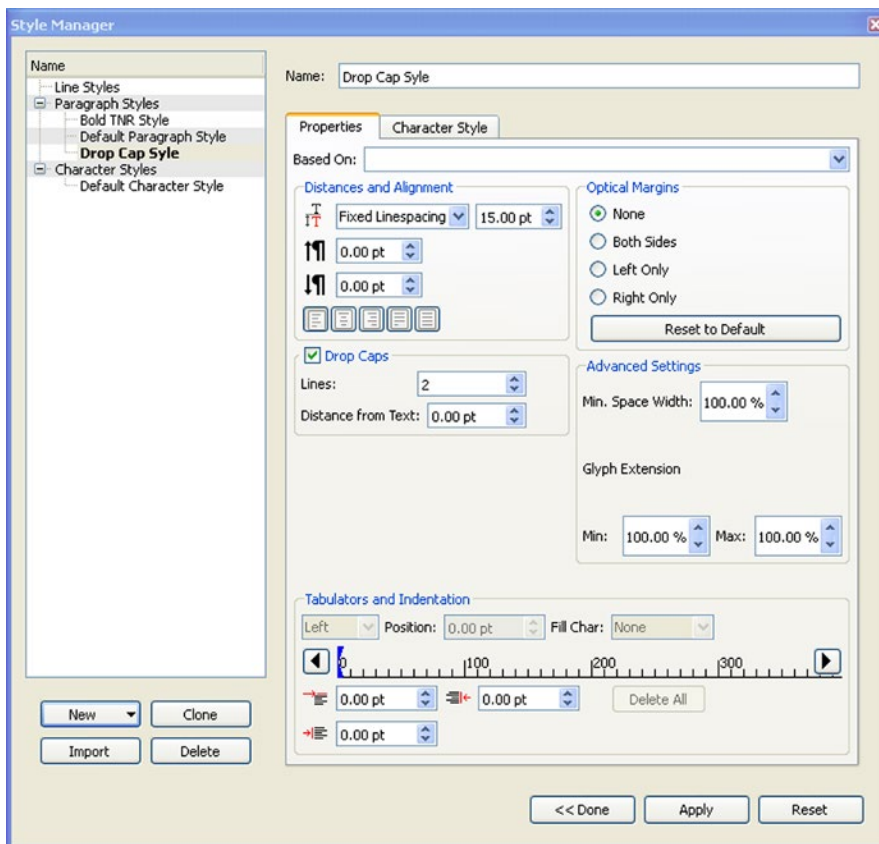 Style Manager
Name
Line Styles
Paragraph Styles
Bold TNR Style
Default Paragraph Style
Drop Cap Syle
Character Styles
Default Character Style
New
Clone
Import
Delete
Name: Drop Cap Syle
Properties
Character Style
Based On:
Distances and Alignment
Fixed Linespacing 15.00 pt
0.00 pt
0.00 pt
Drop Caps
Lines: 2
Distance from Text: 0.00 pt
Optical Margins
None
Both Sides
Left Only
Right Only
Reset to Default
Advanced Settings
Min. Space Width: 100.00 %
Glyph Extension
Min: 100.00 % Max: 100.00 %
Tabulators and Indentation
Left Position: 0.00 pt Fill Char: None
0 100 200 300
0.00 pt 0.00 pt Delete All
0.00 pt
<< Done Apply Reset